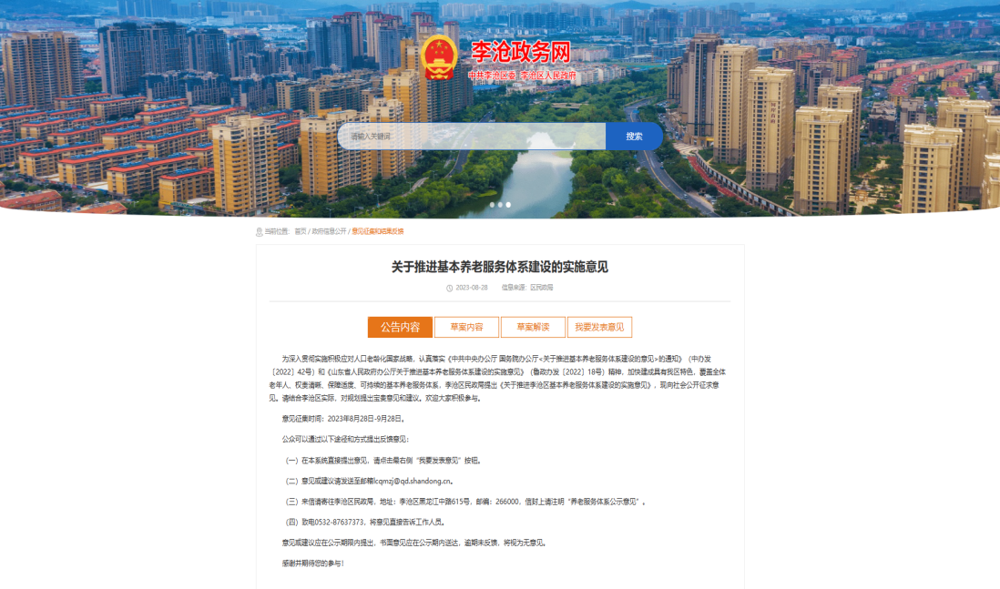 李沧政务网
中共李沧区委 李沧区人民政府
请输入关键词
搜索
当前位置： 首页 / 政府信息公开 / 意见征集和结果反馈
关于推进基本养老服务体系建设的实施意见
2023-08-28 信息来源：区民政局
公告内容 草案内容 草案解读 我要发表意见
为深入贯彻实施积极应对人口老龄化国家战略，认真落实《中共中央办公厅 国务院办公厅<关于推进基本养老服务体系建设的意见>的通知》（中办发
〔2022〕42号）和《山东省人民政府办公厅关于推进基本养老服务体系建设的实施意见》（鲁政办发〔2022〕18号）精神，加快建成具有我区特色，覆盖全体
老年人、权责清晰、保障适度、可持续的基本养老服务体系，李沧区民政局提出《关于推进李沧区基本养老服务体系建设的实施意见》，现向社会公开征求意
见。请结合李沧区实际，对规划提出宝贵意见和建议。欢迎大家积极参与。
意见征集时间：2023年8月28日-9月28日。
公众可以通过以下途径和方式提出反馈意见：
（一）在本系统直接提出意见，请点击最右侧“我要发表意见”按钮。
（二）意见或建议请发送至邮箱lcqmzj@qd.shandong.cn。
（三）来信请寄往李沧区民政局，地址：李沧区黑龙江中路615号，邮编：266000，信封上请注明“养老服务体系公示意见”。
（四）致电0532-87637373，将意见直接告诉工作人员。
意见或建议应在公示期限内提出，书面意见应在公示期内送达，逾期未反馈，将视为无意见。
感谢并期待您的参与！